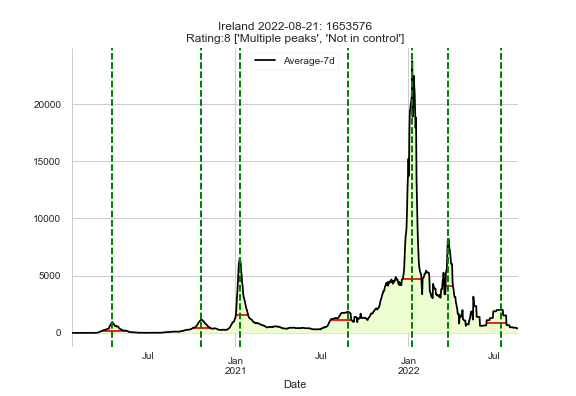 Ireland 2022-08-21: 1653576
Rating:8 ['Multiple peaks', 'Not in control']
Average-7d
20000
15000
10000
5000
0
Jul
Jan
2021
Jul
Jan
2022
Jul
Date